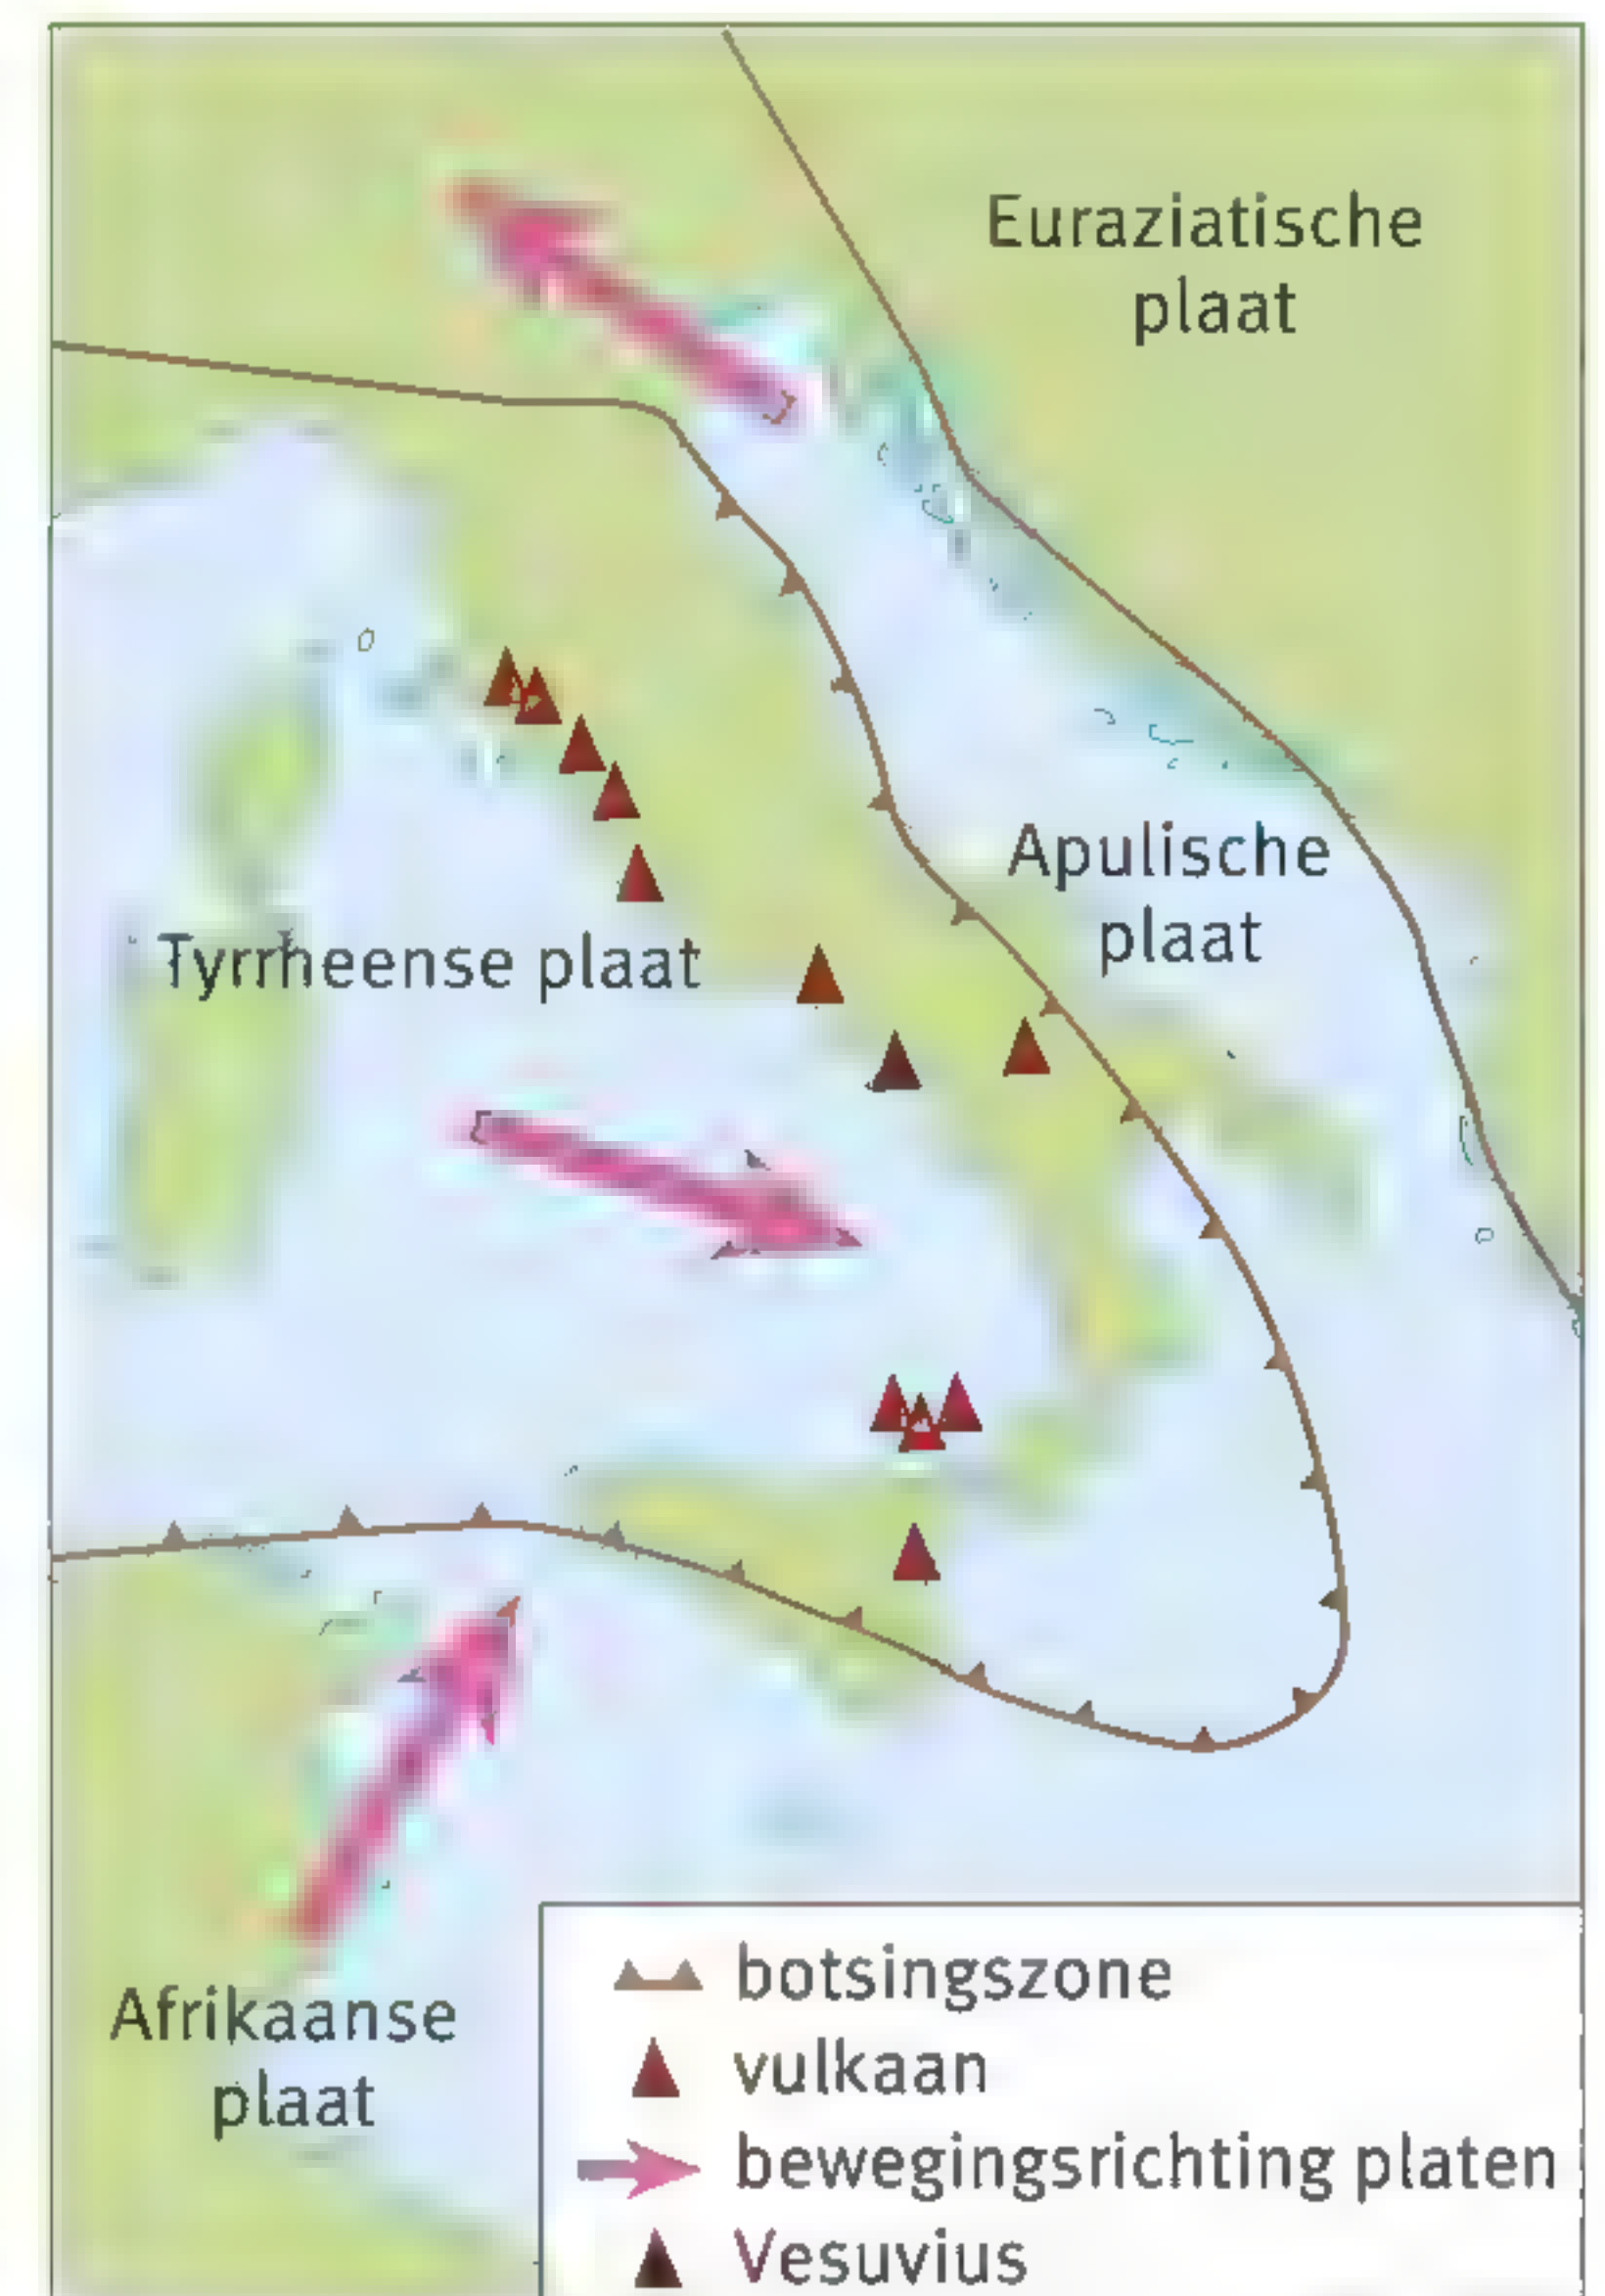 Euraziatische
plaat
Apulische
plaat
Tyrrheense plaat
Afrikaanse
plaat
botsingszone
vulkaan
bewegingsrichting platen
Vesuvius